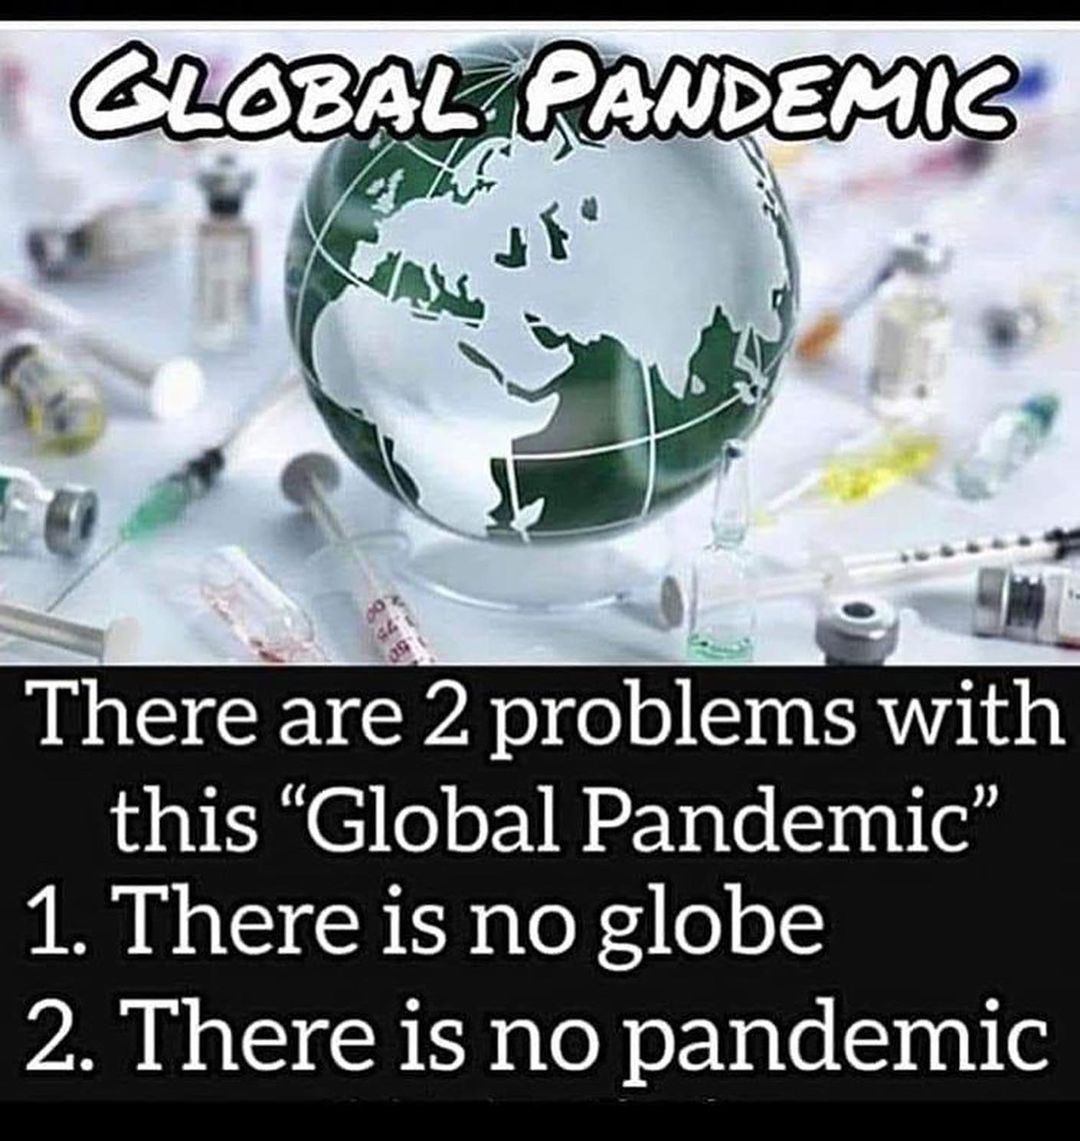 GLOBAL PANDEMIC
There are 2 problems with
this “Global Pandemic”
1. There is no globe
2. There is no pandemic